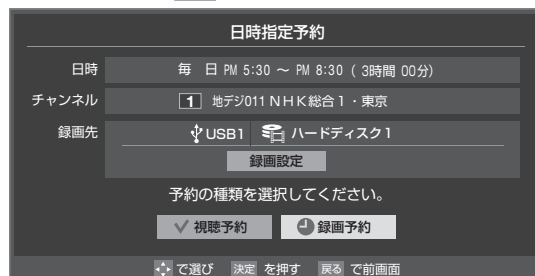 日時指定予約
日時 毎 日 PM 5:30 ～ PM 8:30 ( 3時間 00分)
チャンネル 1 地デジ011 NHK総合1・東京
録画先 USB1 ハードディスク1
録画設定
予約の種類を選択してください。
視聴予約 録画予約
で選び 決定 を押す 戻る で前画面